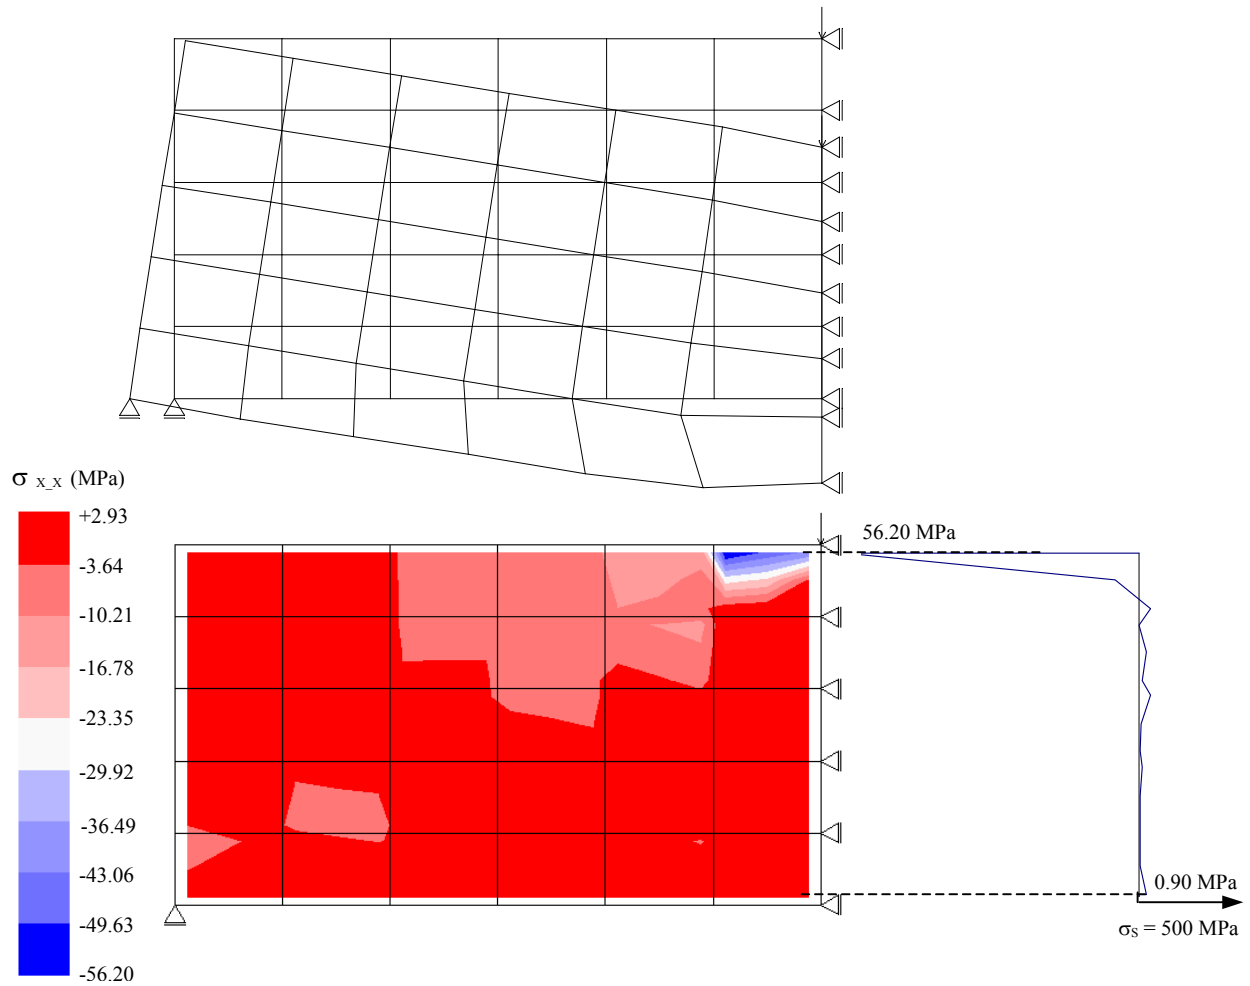 σ X_X (MPa)
+2.93
-3.64
-10.21
-16.78
-23.35
-29.92
-36.49
-43.06
-49.63
-56.20
56.20 MPa
0.90 MPa
σS = 500 MPa